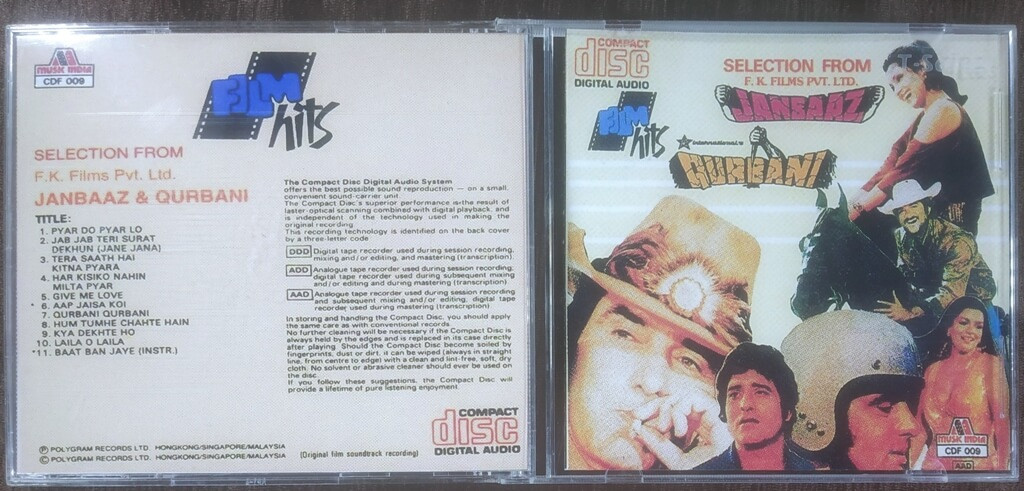 MUSIC INDIA
CDF 009
FILM
hits
SELECTION FROM
F.K. Films Pvt. Ltd.
JANBAAZ & QURBANI
TITLE:
1. PYAR DO PYAR LO
2. JAB JAB TERI SURAT
DEKHUN (JANE JANA)
3. TERA SAATH HAI
KITNA PYARA
4. HAR KISIKO NAHIN
MILTA PYAR
5. GIVE ME LOVE
* 6. AAP JAISA KOI
7. QURBANI QURBANI
8. HUM TUMHE CHAHTE HAIN
9. KYA DEKHTE HO
10. LAILA O LAILA
*11. BAAT BAN JAYE (INSTR.)
The Compact Disc Digital Audio System
offers the best possible sound reproduction — on a small,
convenient sound-carrier unit.
The Compact Disc's superior performance is the result of
laster-optical scanning combined with digital playback, and
is independent of the technology used in making the
original recording.
This recording technology is identified on the back cover
by a three-letter code
DDD Digital tape recorder used during session recording,
mixing and/or editing, and mastering (transcription).
ADD Analogue tape recorder used during session recording;
digital tape recorder used during subsequent mixing
and/or editing and during mastering (transcription).
AAD Analogue tape recorder used during session recording
and subsequent mixing and/or editing, digital tape
recorder used during mastering (transcription).
In storing and handling the Compact Disc, you should apply
the same care as with conventional records.
No further cleaning will be necessary if the Compact Disc is
always held by the edges and is replaced in its case directly
after playing. Should the Compact Disc become soiled by
fingerprints, dust or dirt, it can be wiped (always in straight
line, from centre to edge) with a clean and lint-free, soft, dry
cloth. No solvent or abrasive cleaner should ever be used on
the disc.
If you follow these suggestions, the Compact Disc will
provide a lifetime of pure listening enjoyment.
Ⓟ POLYGRAM RECORDS LTD. HONGKONG/SINGAPORE/MALAYSIA
© POLYGRAM RECORDS LTD. HONGKONG/SINGAPORE/MALAYSIA
(Original film soundtrack recording)
COMPACT
disc
DIGITAL AUDIO
COMPACT
disc
DIGITAL AUDIO
FILM
hits
SELECTION FROM
F. K. FILMS PVT. LTD.
JANBAAZ
International's
QURBANI
MUSIC INDIA
CDF 009
AAD